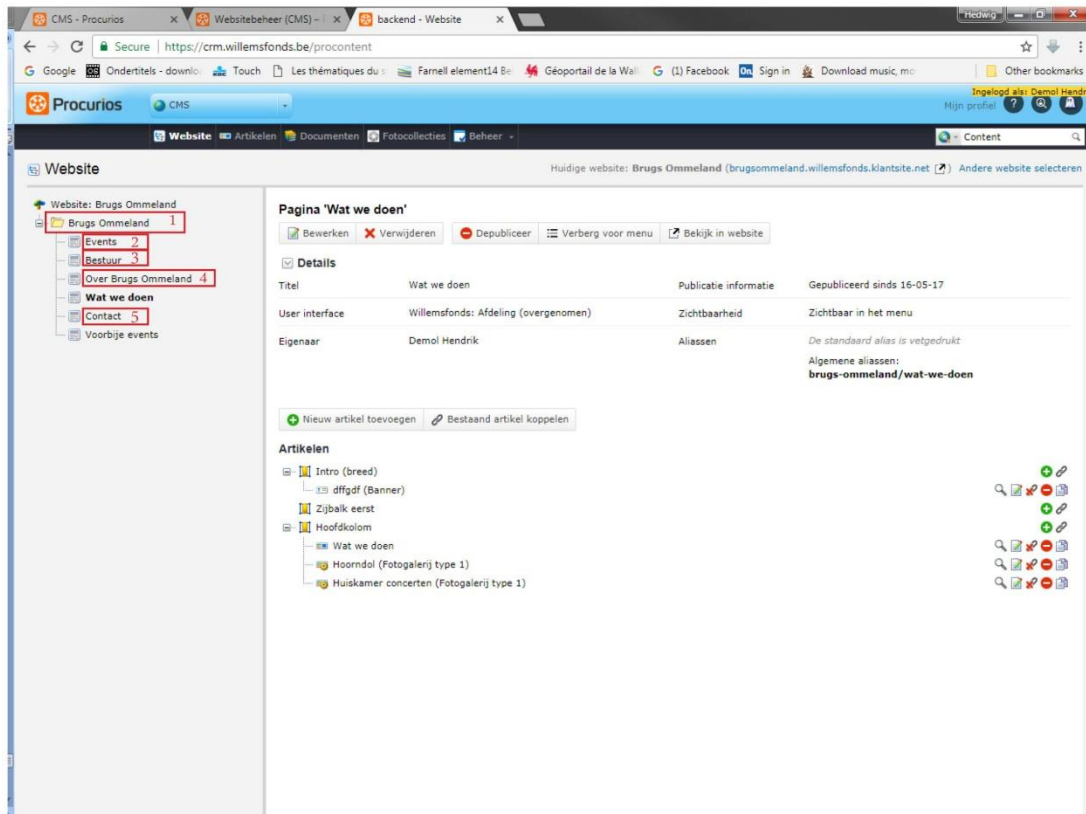 CMS - Procurios
Websitebeheer (CMS) –
backend - Website
Hedwig
Secure https://crm.willemsfonds.be/procontent
Google Ondertitels - downlo Touch Les thématiques du s Farnell element14 Be Géoportail de la Wall (1) Facebook On Sign in Download music, mo Other bookmarks
Procurios CMS
Ingelogd als: Demol Hendr
Mijn profiel
Website Artikelen Documenten Fotocollecties Beheer
Content
Website
Huidige website: Brugs Ommeland (brugsommeland.willemsfonds.klantsite.net ) Andere website selecteren
Website: Brugs Ommeland
Brugs Ommeland 1
Events 2
Bestuur 3
Over Brugs Ommeland 4
Wat we doen
Contact 5
Voorbije events
Pagina 'Wat we doen'
Bewerken Verwijderen Depubliceer Verberg voor menu Bekijk in website
Details
Titel Wat we doen Publicatie informatie Gepubliceerd sinds 16-05-17
User interface Willemsfonds: Afdeling (overgenomen) Zichtbaarheid Zichtbaar in het menu
Eigenaar Demol Hendrik Aliassen De standaard alias is vetgedrukt
Algemene aliassen:
brugs-ommeland/wat-we-doen
Nieuw artikel toevoegen Bestaand artikel koppelen
Artikelen
Intro (breed)
dffgdf (Banner)
Zijbalk eerst
Hoofdkolom
Wat we doen
Hoorndol (Fotogalerij type 1)
Huiskamer concerten (Fotogalerij type 1)